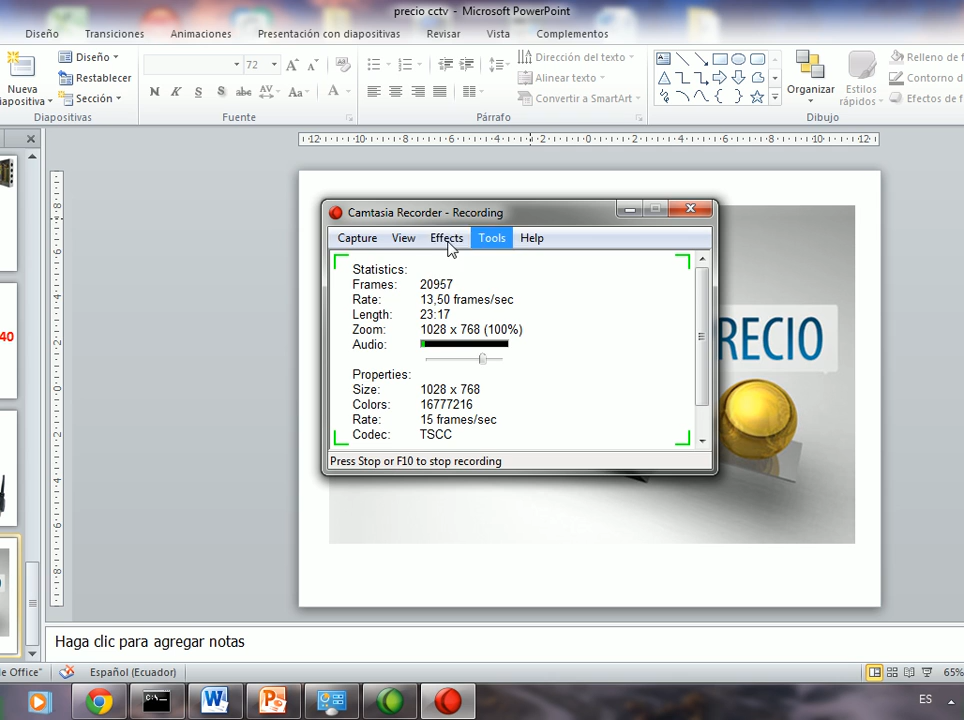 precio cctv - Microsoft PowerPoint
Diseño Transiciones Animaciones Presentación con diapositivas Revisar Vista Complementos
Nueva
diapositiva
Diseño
Restablecer
Sección
Diapositivas
72
Fuente
Párrafo
Dirección del texto
Alinear texto
Convertir a SmartArt
Organizar
Estilos
rápidos
Relleno de f
Contorno d
Efectos de f
Dibujo
Camtasia Recorder - Recording
Capture View Effects Tools Help
Statistics:
Frames: 20957
Rate: 13,50 frames/sec
Length: 23:17
Zoom: 1028 x 768 (100%)
Audio:
Properties:
Size: 1028 x 768
Colors: 16777216
Rate: 15 frames/sec
Codec: TSCC
Press Stop or F10 to stop recording
RECIO
40
Haga clic para agregar notas
de Office" Español (Ecuador) 65%
ES